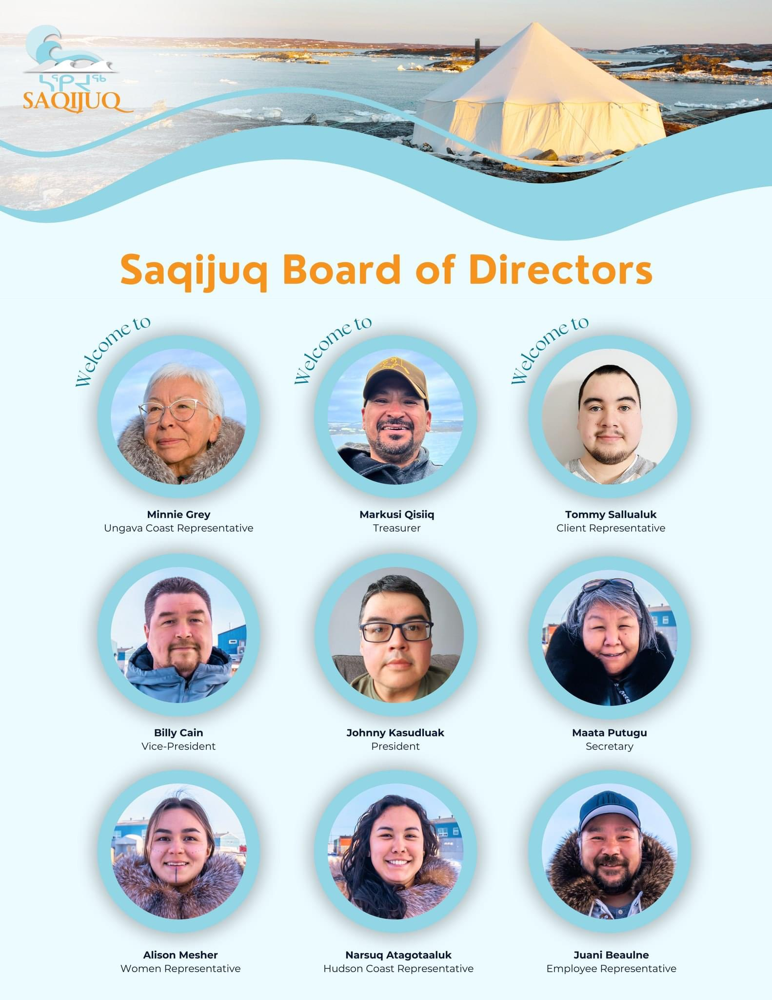 ᓴᕿᔪᖅ
SAQIJUQ
Saqijuq Board of Directors
Welcome to
Welcome to
Welcome to
Minnie Grey
Ungava Coast Representative
Markusi Qisiiq
Treasurer
Tommy Sallualuk
Client Representative
Billy Cain
Vice-President
Johnny Kasudluak
President
Maata Putugu
Secretary
Alison Mesher
Women Representative
Narsuq Atagotaaluk
Hudson Coast Representative
Juani Beaulne
Employee Representative